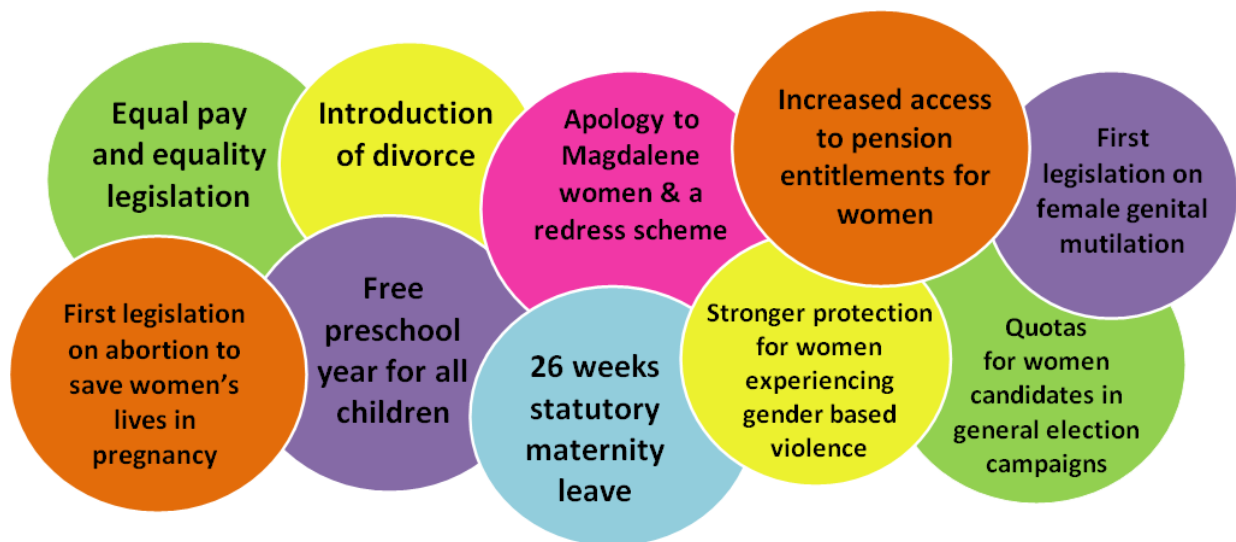 Equal pay
and equality
legislation
Introduction
of divorce
Apology to
Magdalene
women & a
redress scheme
Increased access
to pension
entitlements for
women
First
legislation on
female genital
mutilation
First legislation
on abortion to
save women’s
lives in
pregnancy
Free
preschool
year for all
children
26 weeks
statutory
maternity
leave
Stronger protection
for women
experiencing
gender based
violence
Quotas
for women
candidates in
general election
campaigns